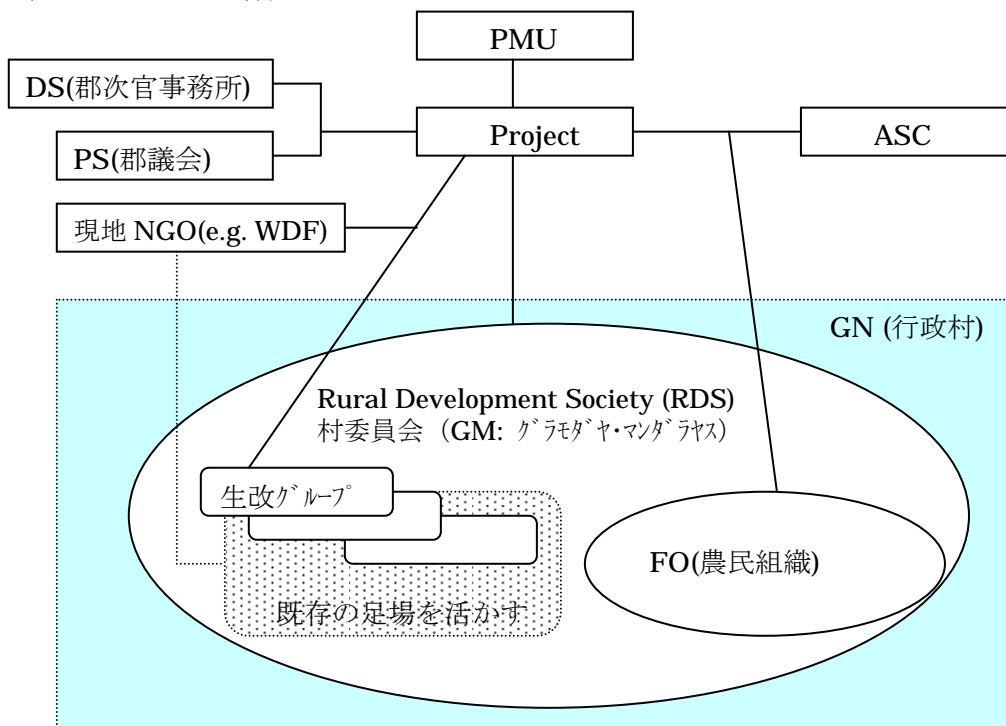 PMU
DS(郡次官事務所)
Project
ASC
PS(郡議会)
現地 NGO(e.g. WDF)
GN (行政村)
Rural Development Society (RDS)
村委員会（GM: ｸﾞﾗﾓﾀﾞﾔ･ﾏﾝﾀﾞﾗﾔｽ）
生改ｸﾞﾙｰﾌﾟ
FO(農民組織)
既存の足場を活かす